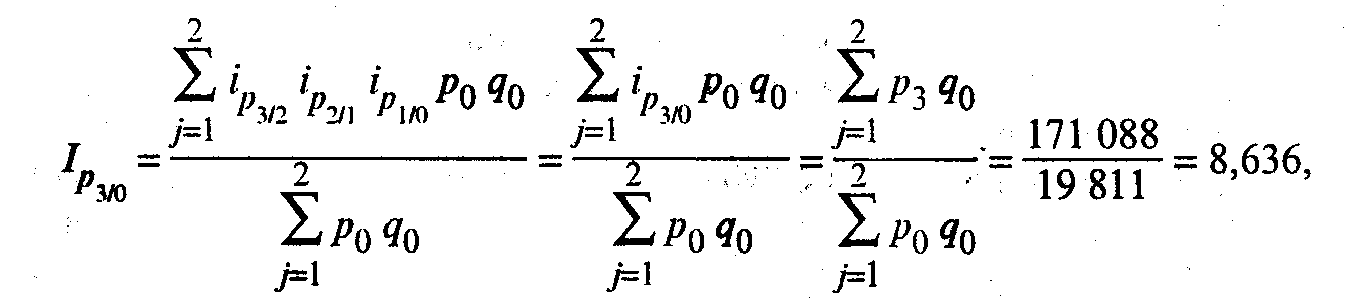 I_{p_{3/0}} = \frac{\sum_{j=1}^{2} i_{p_{3/2}} i_{p_{2/1}} i_{p_{1/0}} p_0 q_0}{\sum_{j=1}^{2} p_0 q_0} = \frac{\sum_{j=1}^{2} i_{p_{3/0}} p_0 q_0}{\sum_{j=1}^{2} p_0 q_0} = \frac{\sum_{j=1}^{2} p_3 q_0}{\sum_{j=1}^{2} p_0 q_0} = \frac{171 088}{19 811} = 8,636,